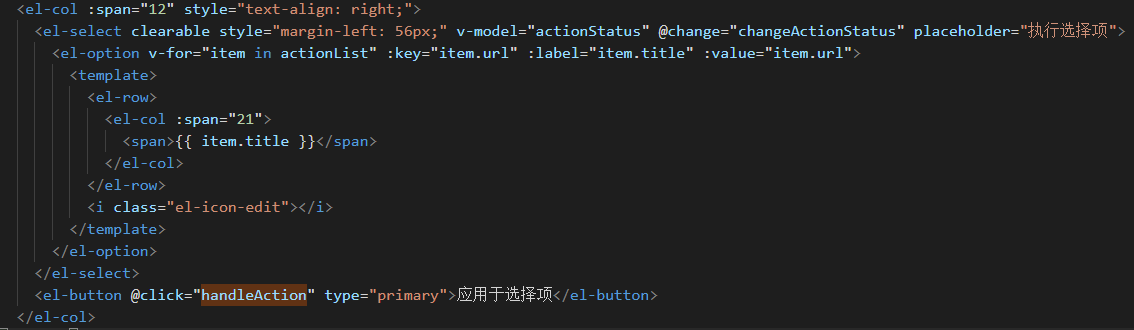 <el-col :span="12" style="text-align: right;">
<el-select clearable style="margin-left: 56px;" v-model="actionStatus" @change="changeActionStatus" placeholder="执行选择项">
<el-option v-for="item in actionList" :key="item.url" :label="item.title" :value="item.url">
<template>
<el-row>
<el-col :span="21">
<span>{{ item.title }}</span>
</el-col>
</el-row>
<i class="el-icon-edit"></i>
</template>
</el-option>
</el-select>
<el-button @click="handleAction" type="primary">应用于选择项</el-button>
</el-col>